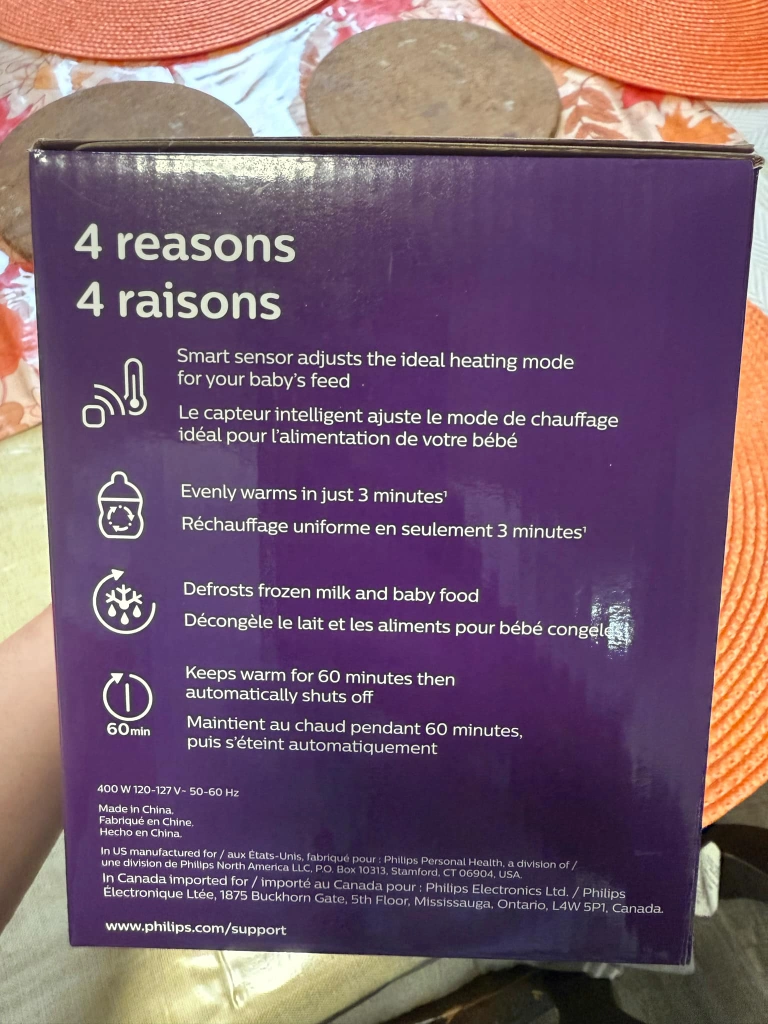 4 reasons
4 raisons
Smart sensor adjusts the ideal heating mode
for your baby's feed
Le capteur intelligent ajuste le mode de chauffage
idéal pour l'alimentation de votre bébé
Evenly warms in just 3 minutes¹
Réchauffage uniforme en seulement 3 minutes¹
Defrosts frozen milk and baby food
Décongèle le lait et les aliments pour bébé congelés
Keeps warm for 60 minutes then
automatically shuts off
60min
Maintient au chaud pendant 60 minutes,
puis s'éteint automatiquement
400 W 120-127 V~ 50-60 Hz
Made in China.
Fabriqué en Chine.
Hecho en China.
In US manufactured for / aux États-Unis, fabriqué pour : Philips Personal Health, a division of /
une division de Philips North America LLC, P.O. Box 10313, Stamford, CT 06904, USA.
In Canada imported for / importé au Canada pour : Philips Electronics Ltd. / Philips
Électronique Ltée, 1875 Buckhorn Gate, 5th Floor, Mississauga, Ontario, L4W 5P1, Canada.
www.philips.com/support